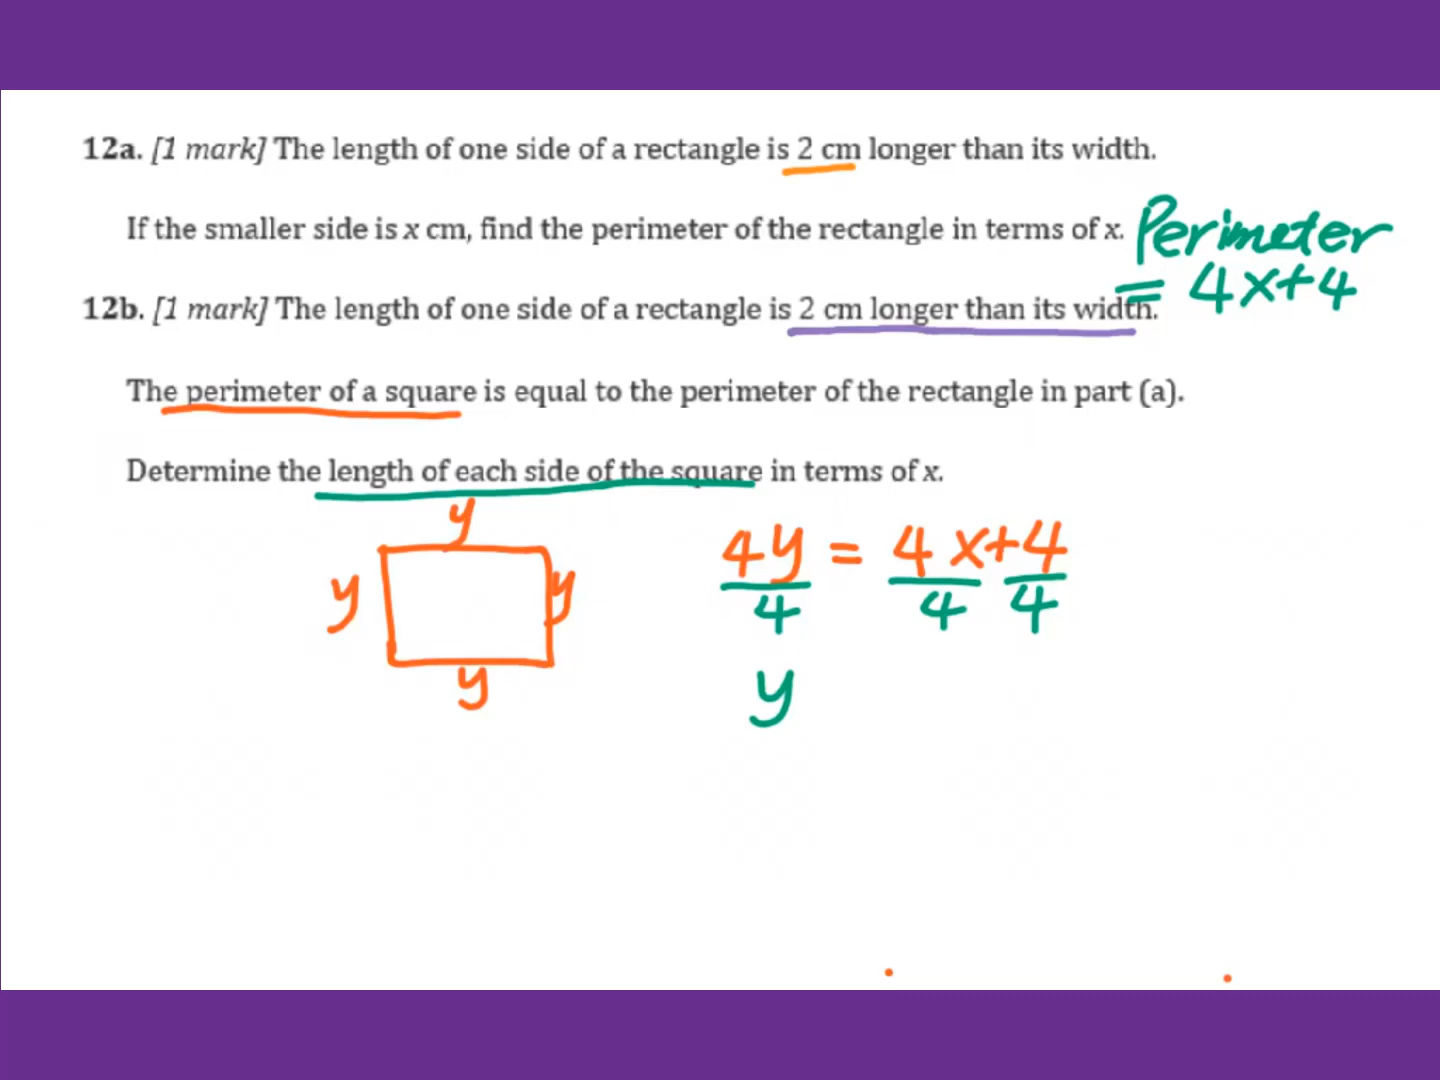 12a. [1 mark] The length of one side of a rectangle is 2 cm longer than its width.
If the smaller side is x cm, find the perimeter of the rectangle in terms of x.
Perimeter
= 4x+4
12b. [1 mark] The length of one side of a rectangle is 2 cm longer than its width.
The perimeter of a square is equal to the perimeter of the rectangle in part (a).
Determine the length of each side of the square in terms of x.
y
y y
y
4y = 4x+4
4 4 4
y